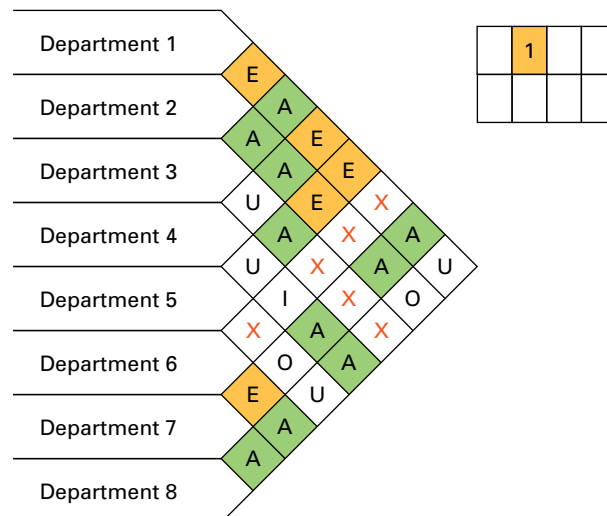 Department 1 1
E
Department 2 A
A E
Department 3 A E
U E X
Department 4 A X A
U X A U
Department 5 I X O
X A X
Department 6 O A
E U
Department 7 A
A
Department 8